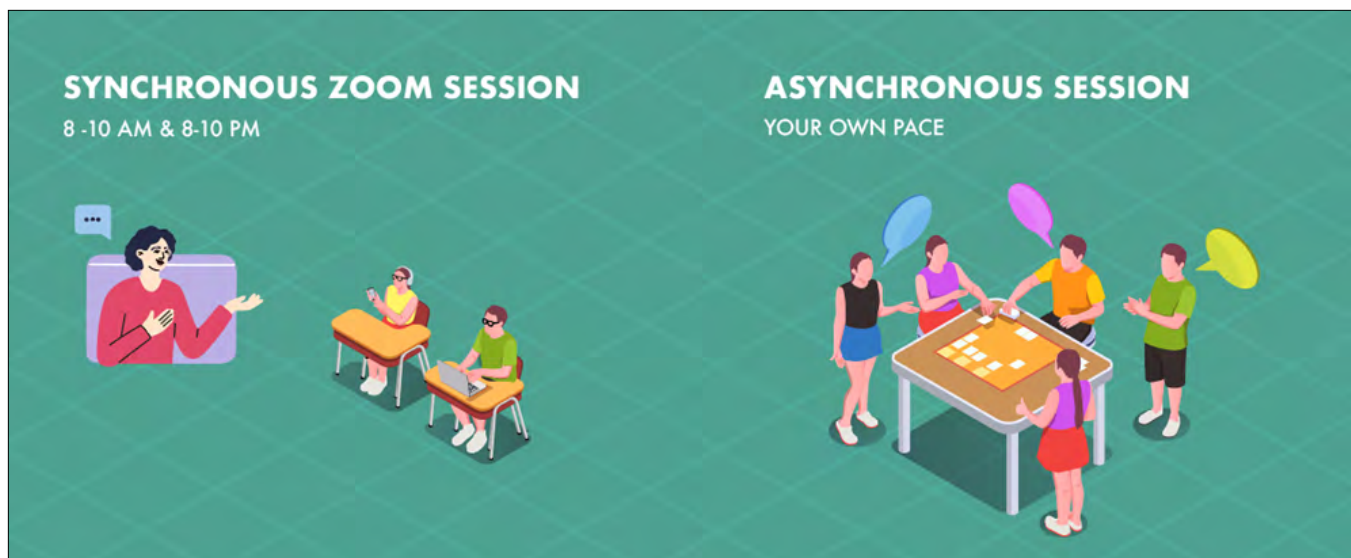 SYNCHRONOUS ZOOM SESSION
8 -10 AM & 8-10 PM
ASYNCHRONOUS SESSION
YOUR OWN PACE